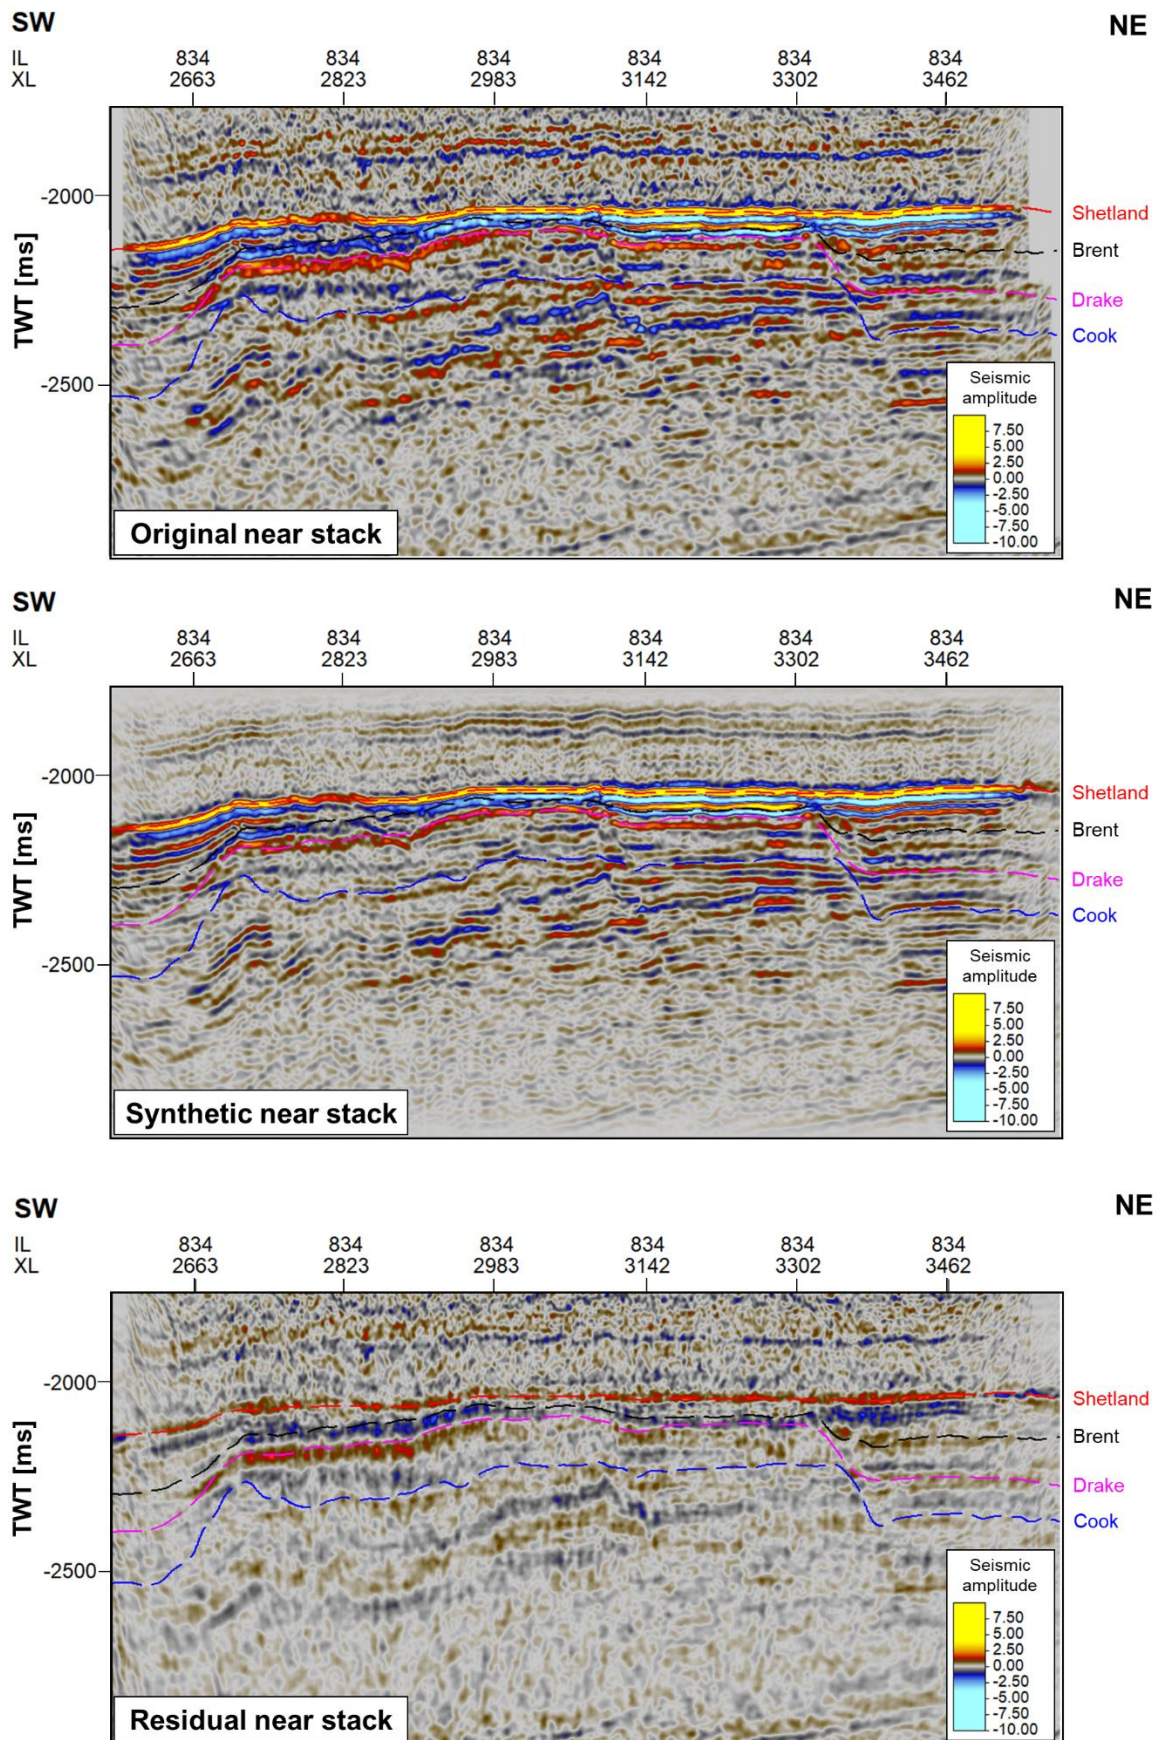 SW NE
IL 834 834 834 834 834 834
XL 2663 2823 2983 3142 3302 3462
-2000
Shetland
Brent
Drake
Cook
TWT [ms]
-2500
Seismic
amplitude
7.50
5.00
2.50
0.00
-2.50
-5.00
-7.50
-10.00
Original near stack
SW NE
IL 834 834 834 834 834 834
XL 2663 2823 2983 3142 3302 3462
-2000
Shetland
Brent
Drake
Cook
TWT [ms]
-2500
Seismic
amplitude
7.50
5.00
2.50
0.00
-2.50
-5.00
-7.50
-10.00
Synthetic near stack
SW NE
IL 834 834 834 834 834 834
XL 2663 2823 2983 3142 3302 3462
-2000
Shetland
Brent
Drake
Cook
TWT [ms]
-2500
Seismic
amplitude
7.50
5.00
2.50
0.00
-2.50
-5.00
-7.50
-10.00
Residual near stack